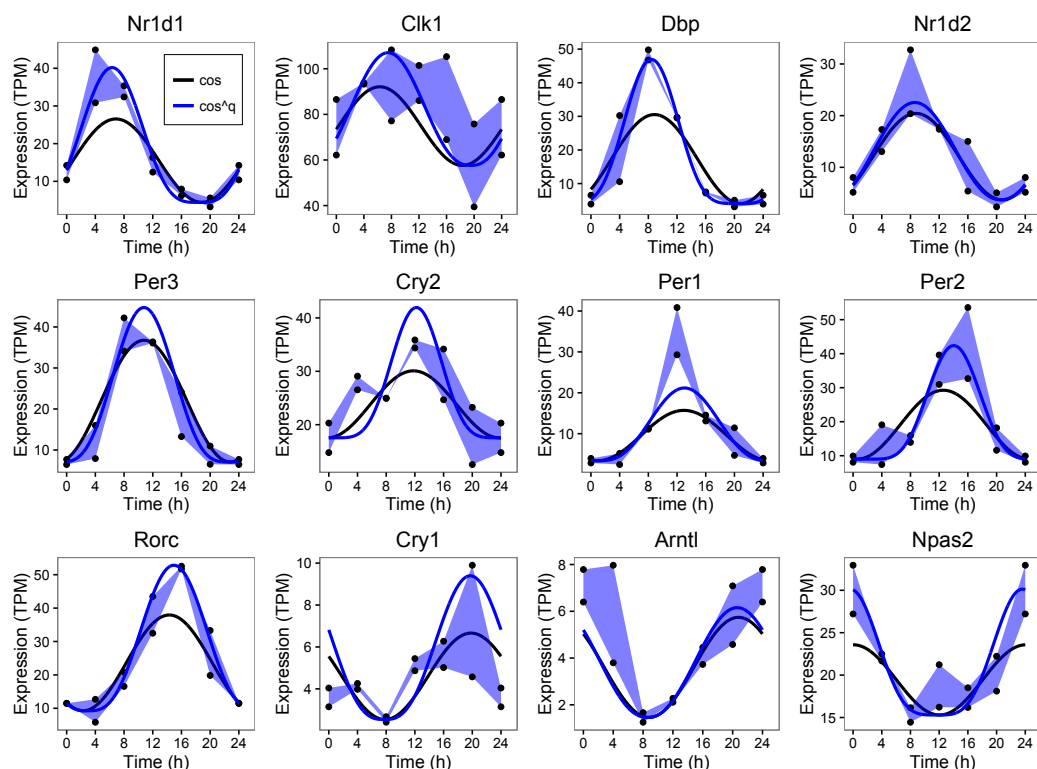 Nr1d1 Clk1 Dbp Nr1d2
Expression (TPM) 10 20 30 40 cos cos^q 0 4 8 12 16 20 24 Time (h)
Expression (TPM) 40 60 80 100 0 4 8 12 16 20 24 Time (h)
Expression (TPM) 10 20 30 40 50 0 4 8 12 16 20 24 Time (h)
Expression (TPM) 10 20 30 0 4 8 12 16 20 24 Time (h)
Per3 Cry2 Per1 Per2
Expression (TPM) 10 20 30 40 0 4 8 12 16 20 24 Time (h)
Expression (TPM) 20 30 40 0 4 8 12 16 20 24 Time (h)
Expression (TPM) 10 20 30 40 0 4 8 12 16 20 24 Time (h)
Expression (TPM) 10 20 30 40 50 0 4 8 12 16 20 24 Time (h)
Rorc Cry1 Arntl Npas2
Expression (TPM) 10 20 30 40 50 0 4 8 12 16 20 24 Time (h)
Expression (TPM) 4 6 8 10 0 4 8 12 16 20 24 Time (h)
Expression (TPM) 2 4 6 8 0 4 8 12 16 20 24 Time (h)
Expression (TPM) 15 20 25 30 0 4 8 12 16 20 24 Time (h)